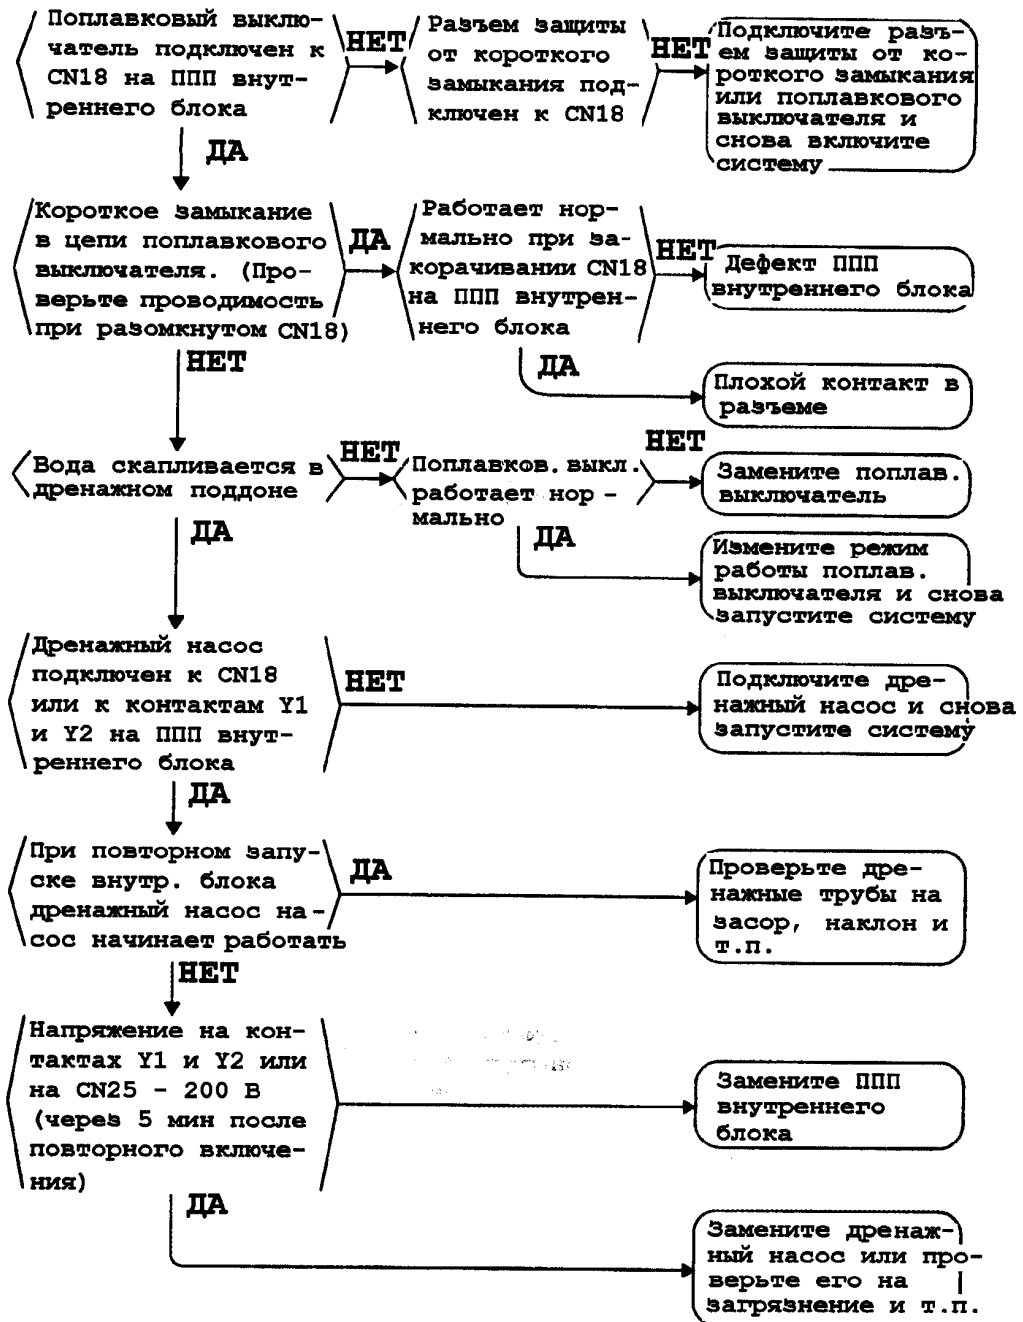 Поплавковый выклю-
чатель подключен к
CN18 на ППП внут-
реннего блока
НЕТ
Разъем защиты
от короткого
замыкания под-
ключен к CN18
НЕТ
Подключите разъ-
ем защиты от ко-
роткого замыкания
или поплавкового
выключателя и
снова включите
систему
ДА
Короткое замыкание
в цепи поплавкового
выключателя. (Про-
верьте проводимость
при разомкнутом CN18)
ДА
Работает нор-
мально при за-
корачивании CN18
на ППП внутрен-
него блока
НЕТ
Дефект ППП
внутреннего блока
ДА
Плохой контакт в
разъеме
НЕТ
Вода скапливается в
дренажном поддоне
НЕТ
Поплавков. выкл.
работает нор -
мально
НЕТ
Замените поплав.
выключатель
ДА
Измените режим
работы поплав.
выключателя и снова
запустите систему
ДА
Дренажный насос
подключен к CN18
или к контактам Y1
и Y2 на ППП внут-
реннего блока
НЕТ
Подключите дре-
нажный насос и снова
запустите систему
ДА
При повторном запу-
ске внутр. блока
дренажный насос на-
сос начинает работать
ДА
Проверьте дре-
нажные трубы на
засор, наклон и
т.п.
НЕТ
Напряжение на кон-
тактах Y1 и Y2 или
на CN25 - 200 В
(через 5 мин после
повторного включе-
ния)
Замените ППП
внутреннего
блока
ДА
Замените дренаж-
ный насос или про-
верьте его на
загрязнение и т.п.